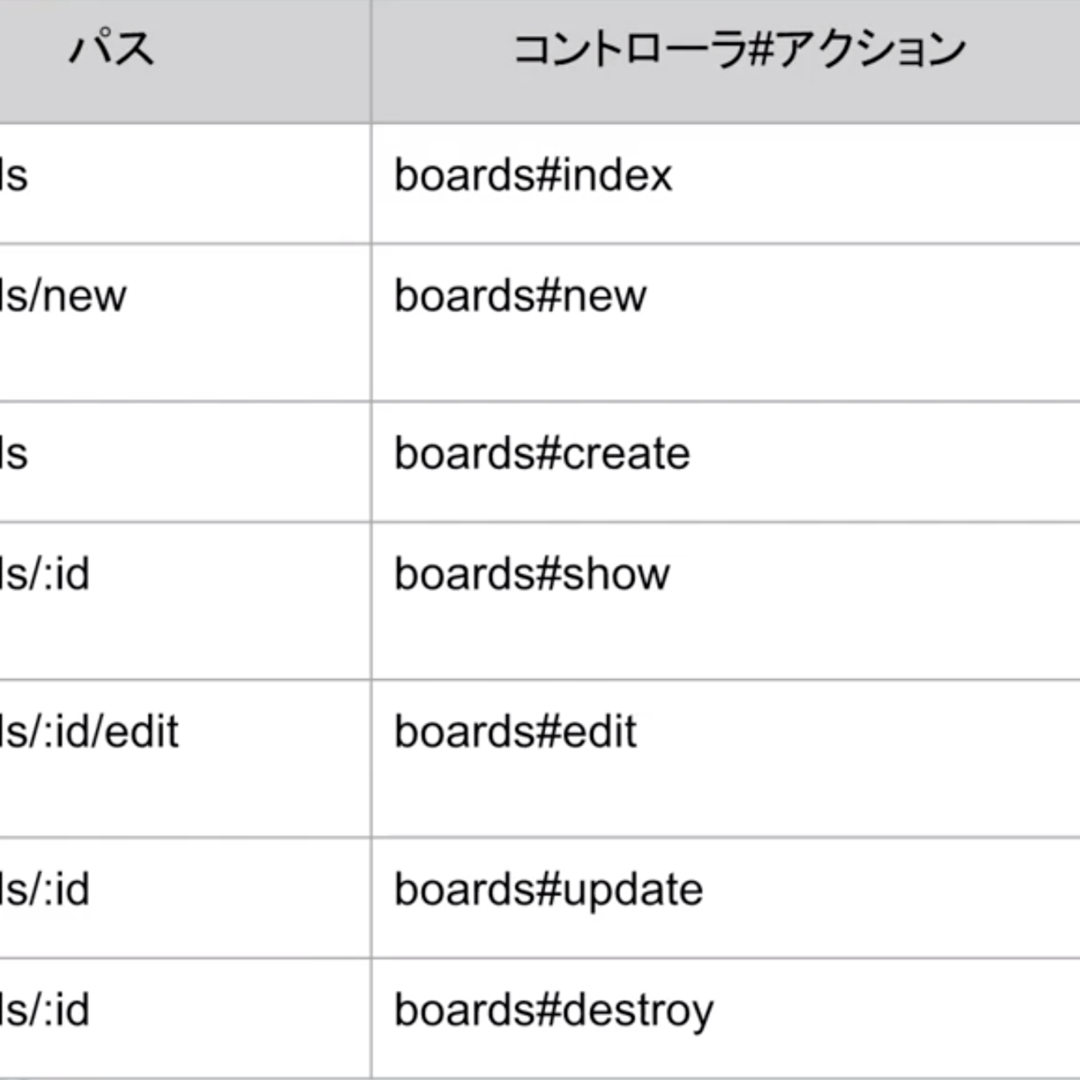 パス コントローラ#アクション
ds boards#index
ds/new boards#new
ds boards#create
ds/:id boards#show
ds/:id/edit boards#edit
ds/:id boards#update
ds/:id boards#destroy